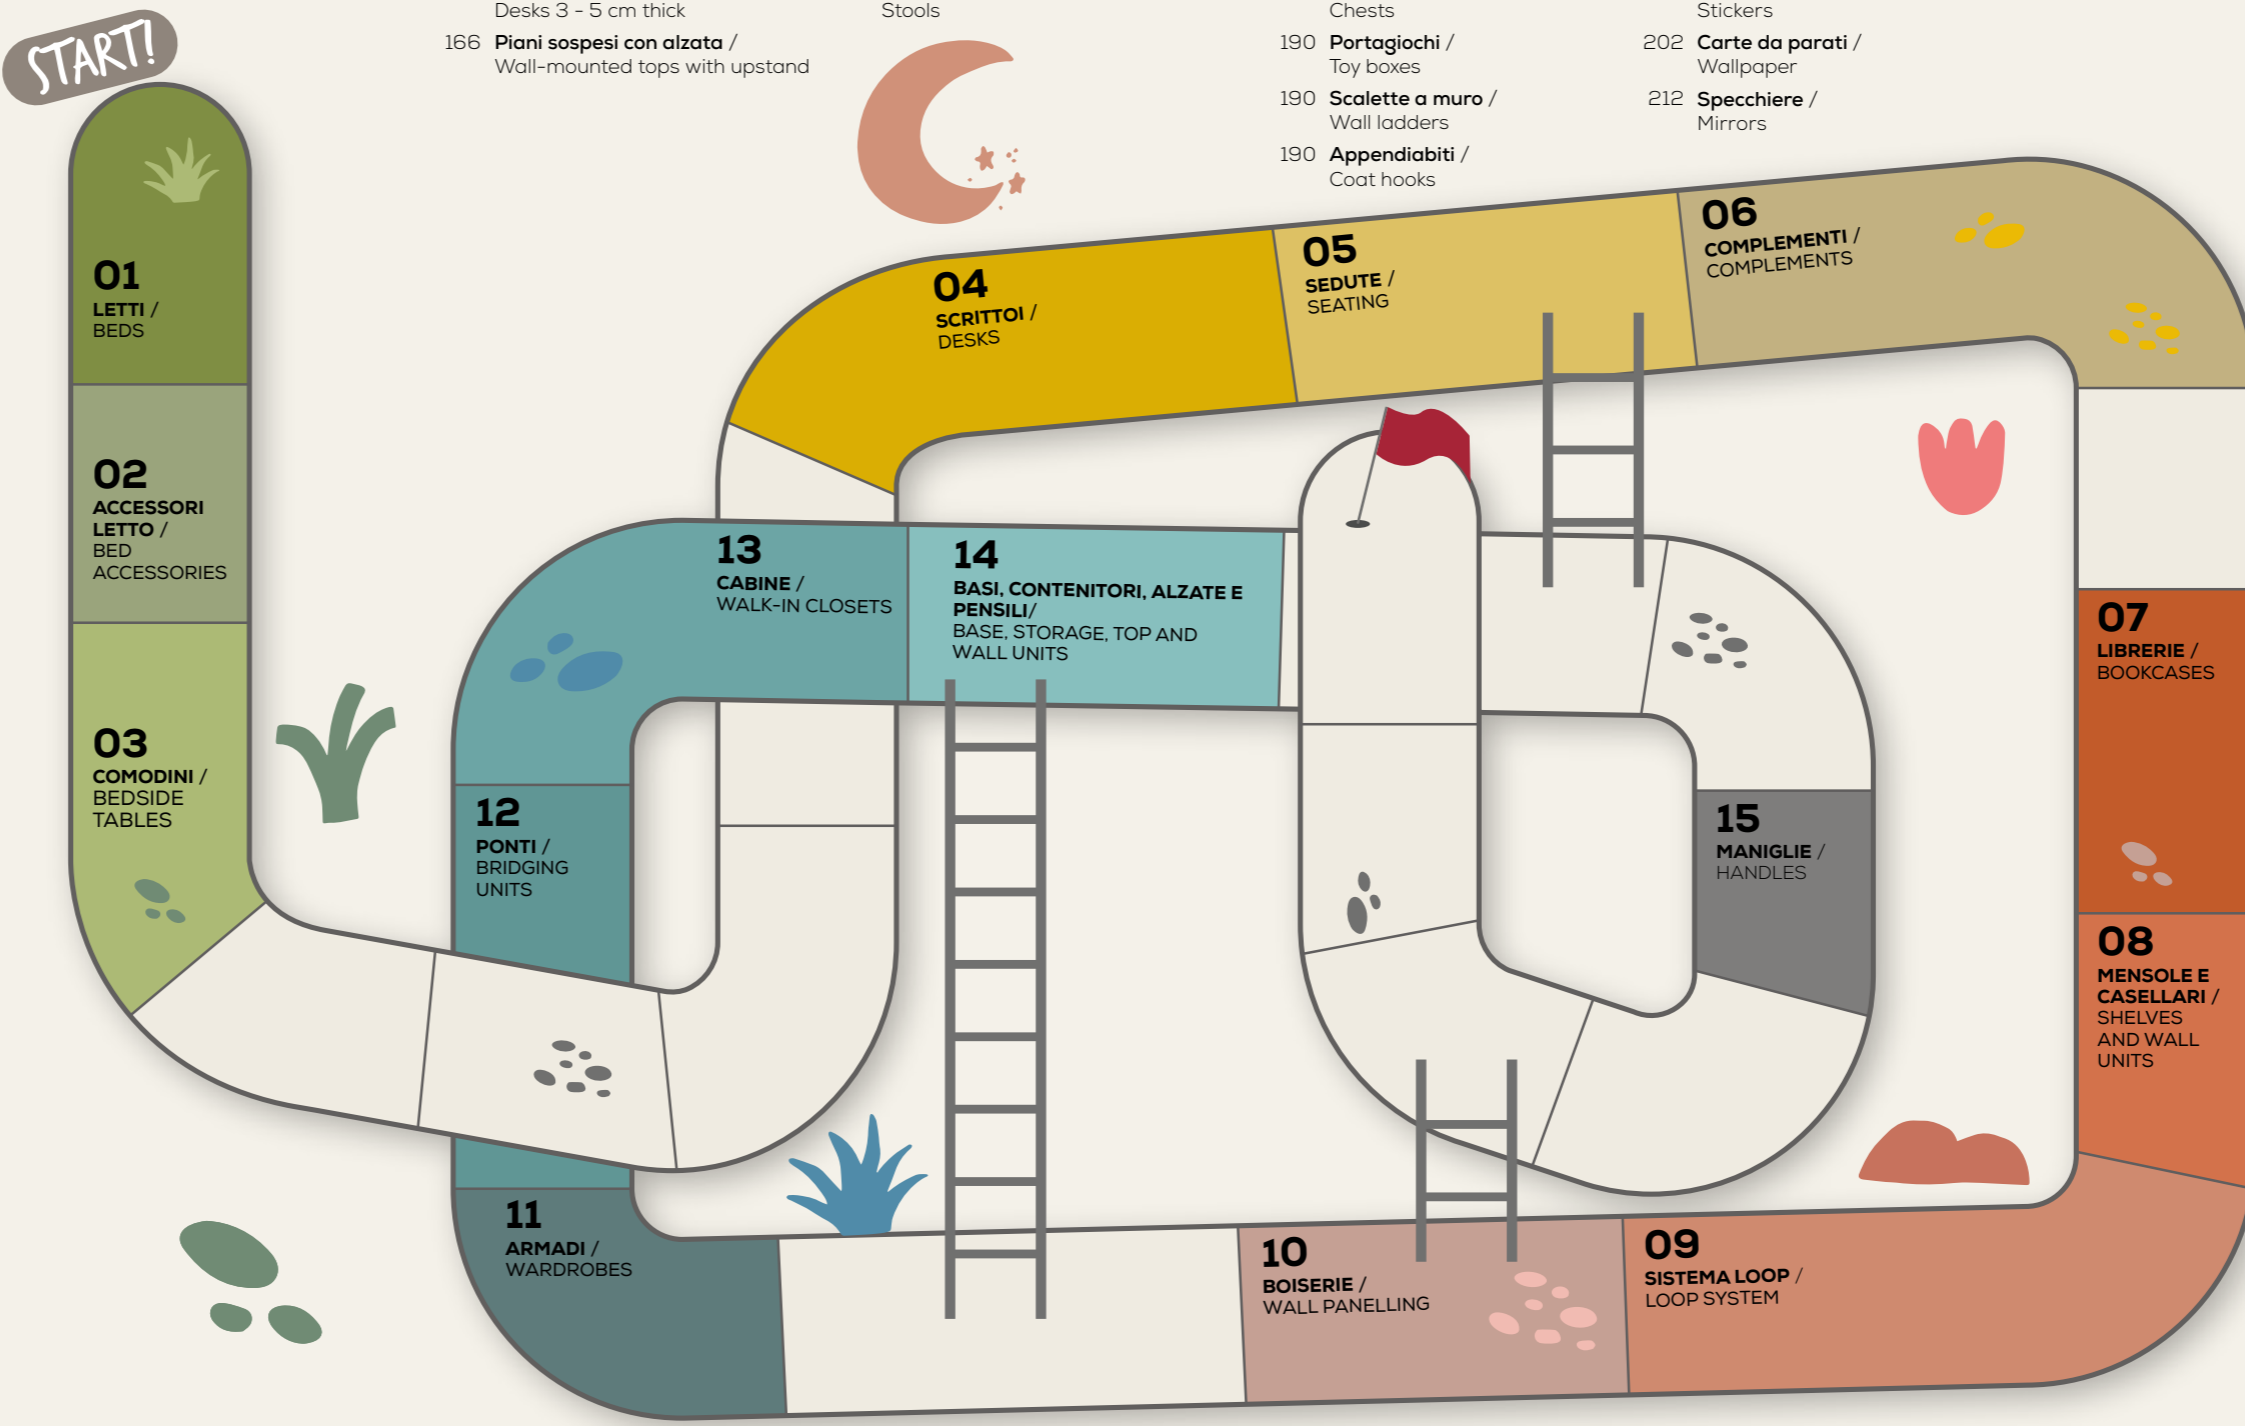 START!
Desks 3 - 5 cm thick
166 Piani sospesi con alzata /
Wall-mounted tops with upstand
Stools
Chests
190 Portagiochi /
Toy boxes
190 Scalette a muro /
Wall ladders
190 Appendiabiti /
Coat hooks
Stickers
202 Carte da parati /
Wallpaper
212 Specchiere /
Mirrors
01
LETTI /
BEDS
02
ACCESSORI
LETTO /
BED
ACCESSORIES
03
COMODINI /
BEDSIDE
TABLES
04
SCRITTOI /
DESKS
05
SEDUTE /
SEATING
06
COMPLEMENTI /
COMPLEMENTS
07
LIBRERIE /
BOOKCASES
08
MENSOLE E
CASELLARI /
SHELVES
AND WALL
UNITS
09
SISTEMA LOOP /
LOOP SYSTEM
10
BOISERIE /
WALL PANELLING
11
ARMADI /
WARDROBES
12
PONTI /
BRIDGING
UNITS
13
CABINE /
WALK-IN CLOSETS
14
BASI, CONTENITORI, ALZATE E
PENSILI/
BASE, STORAGE, TOP AND
WALL UNITS
15
MANIGLIE /
HANDLES